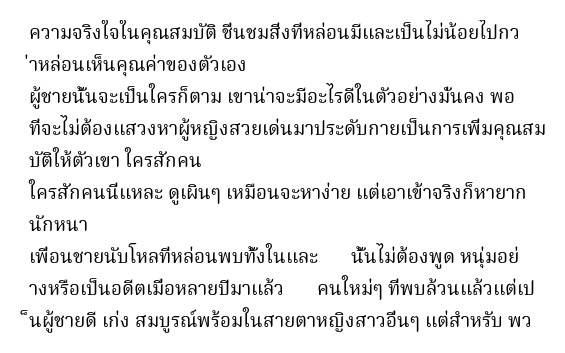 ความจริงใจในคุณสมบัติ ชื่นชมสิ่งที่หล่อนมีและเป็นไม่น้อยไปกว
่าหล่อนเห็นคุณค่าของตัวเอง
ผู้ชายนั้นจะเป็นใครก็ตาม เขาน่าจะมีอะไรดีในตัวอย่างมั่นคง พอ
ที่จะไม่ต้องแสวงหาผู้หญิงสวยเด่นมาประดับกายเป็นการเพิ่มคุณสม
บัติให้ตัวเขา ใครสักคน
ใครสักคนนี่แหละ ดูเผินๆ เหมือนจะหาง่าย แต่เอาเข้าจริงก็หายาก
นักหนา
เพื่อนชายนับโหลที่หล่อนพบทั้งในและ นั้นไม่ต้องพูด หนุ่มอย่
างหรือเป็นอดีตเมื่อหลายปีมาแล้ว คนใหม่ๆ ที่พบล้วนแล้วแต่เป
็นผู้ชายดี เก่ง สมบูรณ์พร้อมในสายตาหญิงสาวอื่นๆ แต่สำหรับ พว